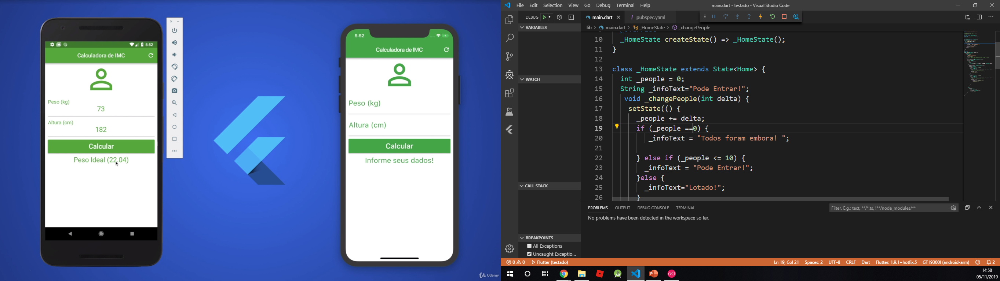 5:52
Calculadora de IMC
Peso (kg)
73
Altura (cm)
182
Calcular
Peso Ideal (22.04)
5:52
Calculadora de IMC
Peso (kg)
Altura (cm)
Calcular
Informe seus dados!
Udemy
File Edit Selection View Go Debug Terminal Help
main.dart - testado - Visual Studio Code
DEBUG
main.dart
pubspec.yaml
VARIABLES
WATCH
CALL STACK
BREAKPOINTS
All Exceptions
Uncaught Exceptio...
lib > main.dart > _HomeState > _changePeople
10 _HomeState createState() => _HomeState();
11 }
12
13 class _HomeState extends State<Home> {
14 int _people = 0;
15 String _infoText="Pode Entrar!";
16 void _changePeople(int delta) {
17 setState(() {
18 _people += delta;
19 if (_people ==0) {
20 _infoText = "Todos foram embora! ";
21
22 } else if (_people <= 10) {
23 _infoText = "Pode Entrar!";
24 }else {
25 _infoText="Lotado!";
26 }
PROBLEMS OUTPUT DEBUG CONSOLE TERMINAL
Filter. E.g.: text, **/*.ts, !**/node_modules/**
No problems have been detected in the workspace so far.
0 0 Flutter (testado)
Ln 19, Col 21 Spaces: 2 UTF-8 CRLF Dart Flutter: 1.9.1+hotfix.5 GT I9300I (android-arm) 2
14:58
05/11/2019